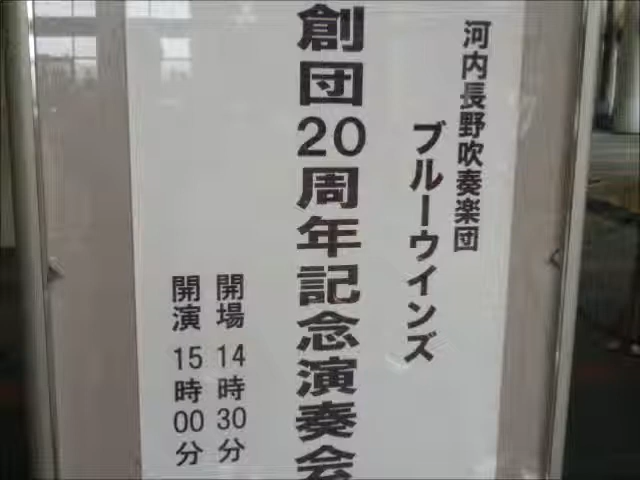 河内長野吹奏楽団
ブルーウインズ
創団20周年記念演奏会
開場 14時30分
開演 15時00分